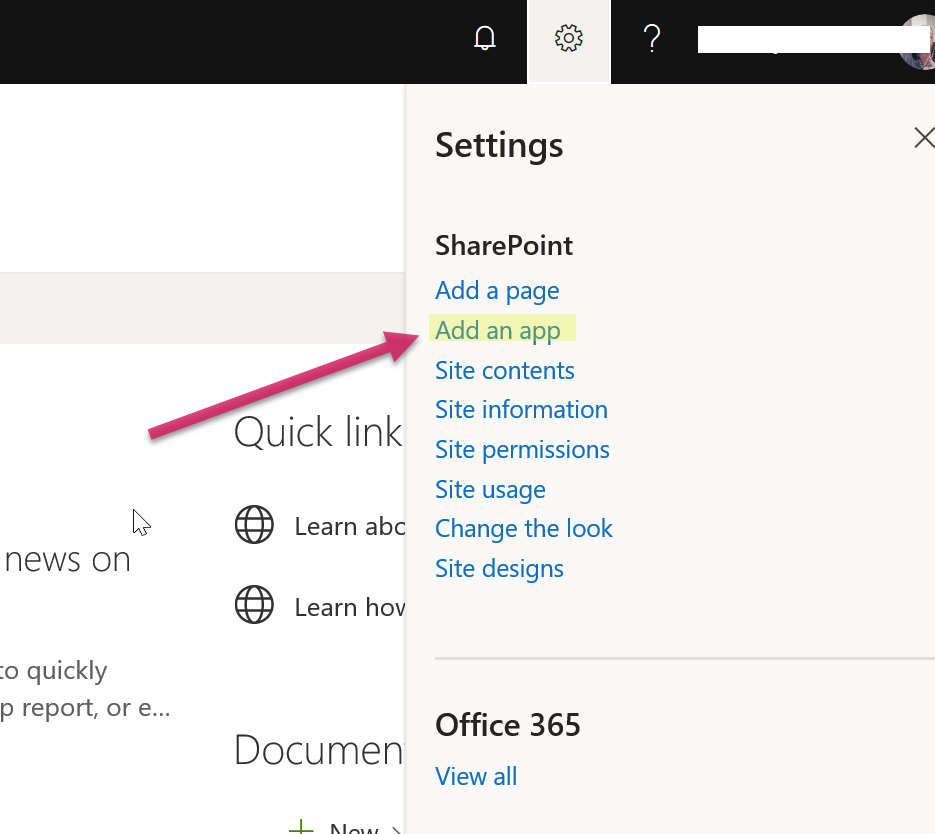 Settings
SharePoint
Add a page
Add an app
Site contents
Site information
Site permissions
Site usage
Change the look
Site designs
Office 365
View all
Quick link
Learn abo
Learn how
news on
to quickly
p report, or e...
Documen
New